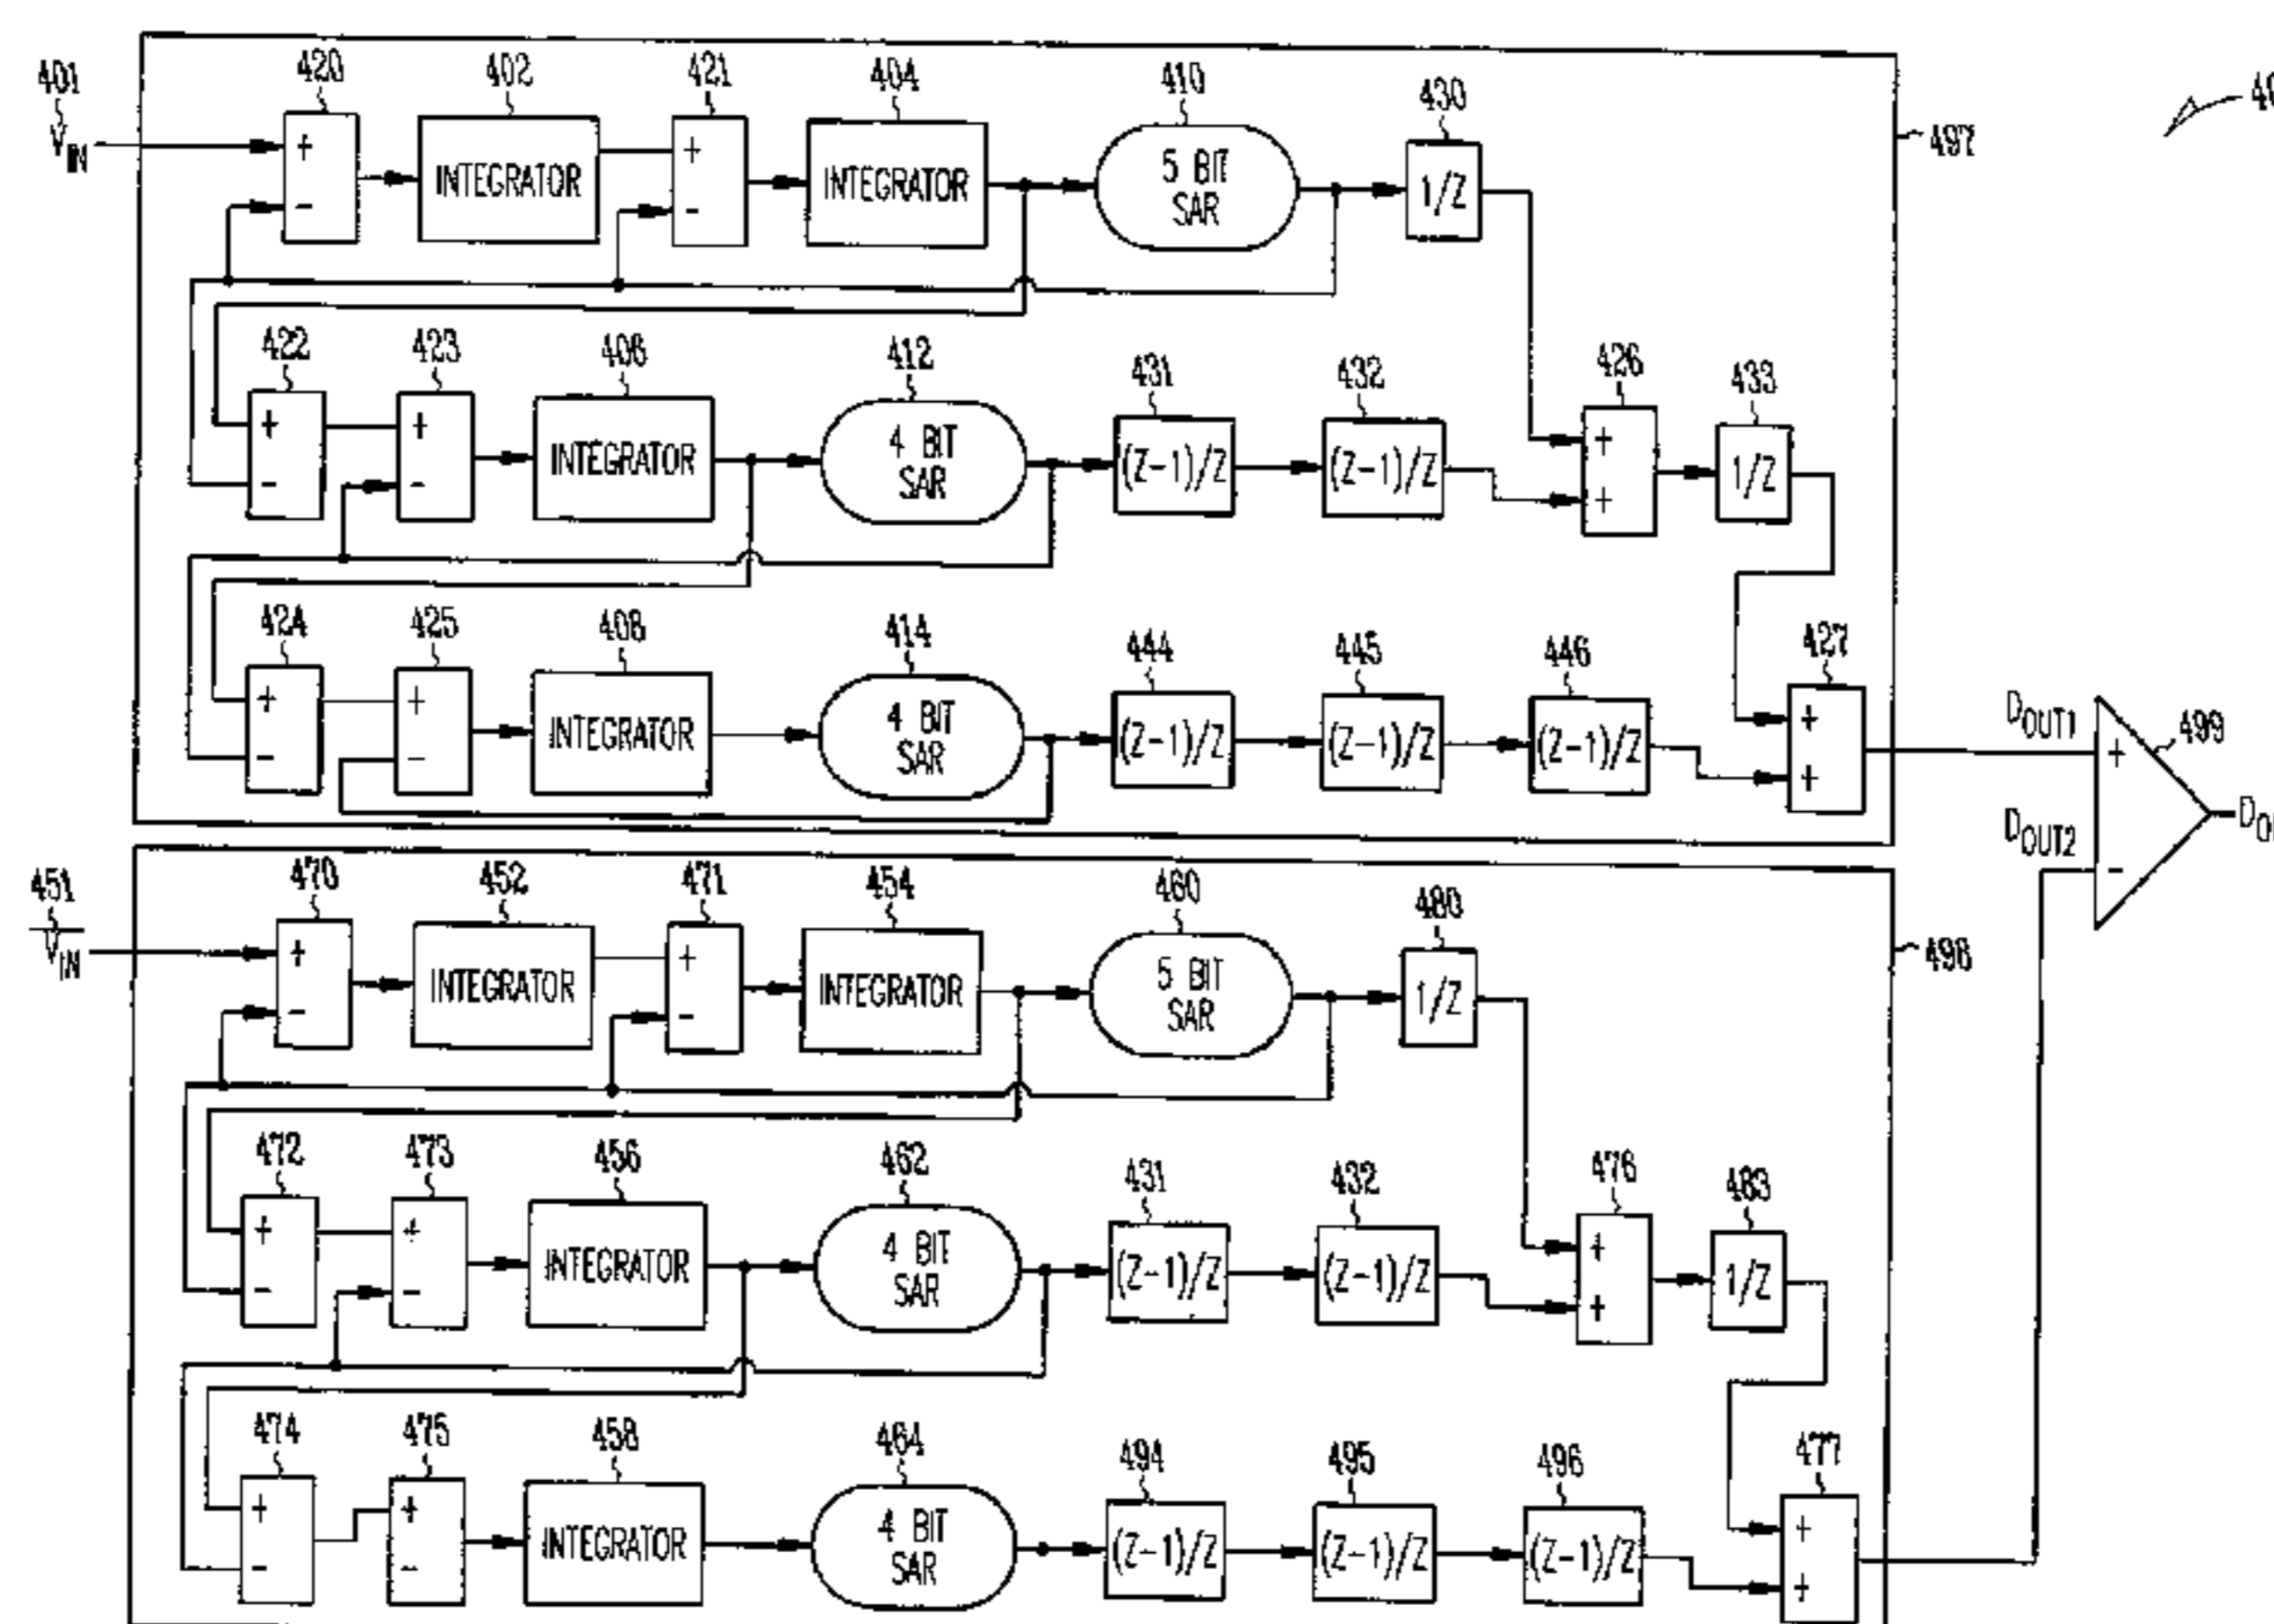 420 402 421 404 410 430
401
V_IN + - INTEGRATOR + - INTEGRATOR 5 BIT SAR 1/Z 497
422 423 406 412 431 432 426 433
+ - + - INTEGRATOR 4 BIT SAR (Z-1)/Z (Z-1)/Z + + 1/Z
424 425 408 414 444 445 446 427
+ - + - INTEGRATOR 4 BIT SAR (Z-1)/Z (Z-1)/Z (Z-1)/Z + +
D_OUT1 + 499
D_OUT2 -
470 452 471 454 460 480
451
V̅_IN + - INTEGRATOR + - INTEGRATOR 5 BIT SAR 1/Z 498
472 473 456 462 431 432 476 483
+ - + - INTEGRATOR 4 BIT SAR (Z-1)/Z (Z-1)/Z + + 1/Z
474 475 458 464 494 495 496 477
+ - + - INTEGRATOR 4 BIT SAR (Z-1)/Z (Z-1)/Z (Z-1)/Z + +